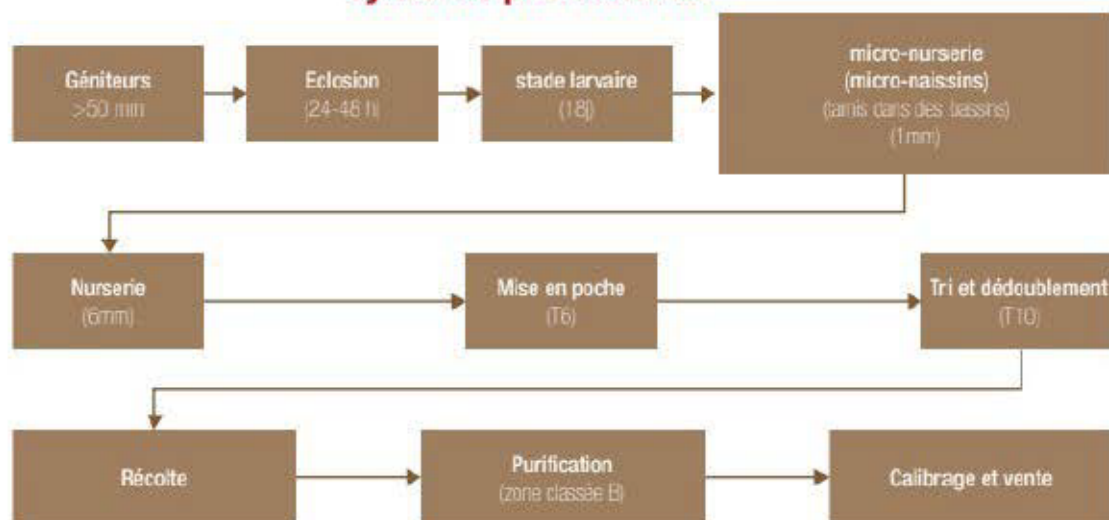 Géniteurs
>50 mm
Eclosion
(24-48 h)
stade larvaire
(18j)
micro-nurserie
(micro-naissins)
(tamis dans des bassins)
(1mm)
Nurserie
(6mm)
Mise en poche
(T6)
Tri et dédoublement
(T10)
Récolte
Purification
(zone classée B)
Calibrage et vente